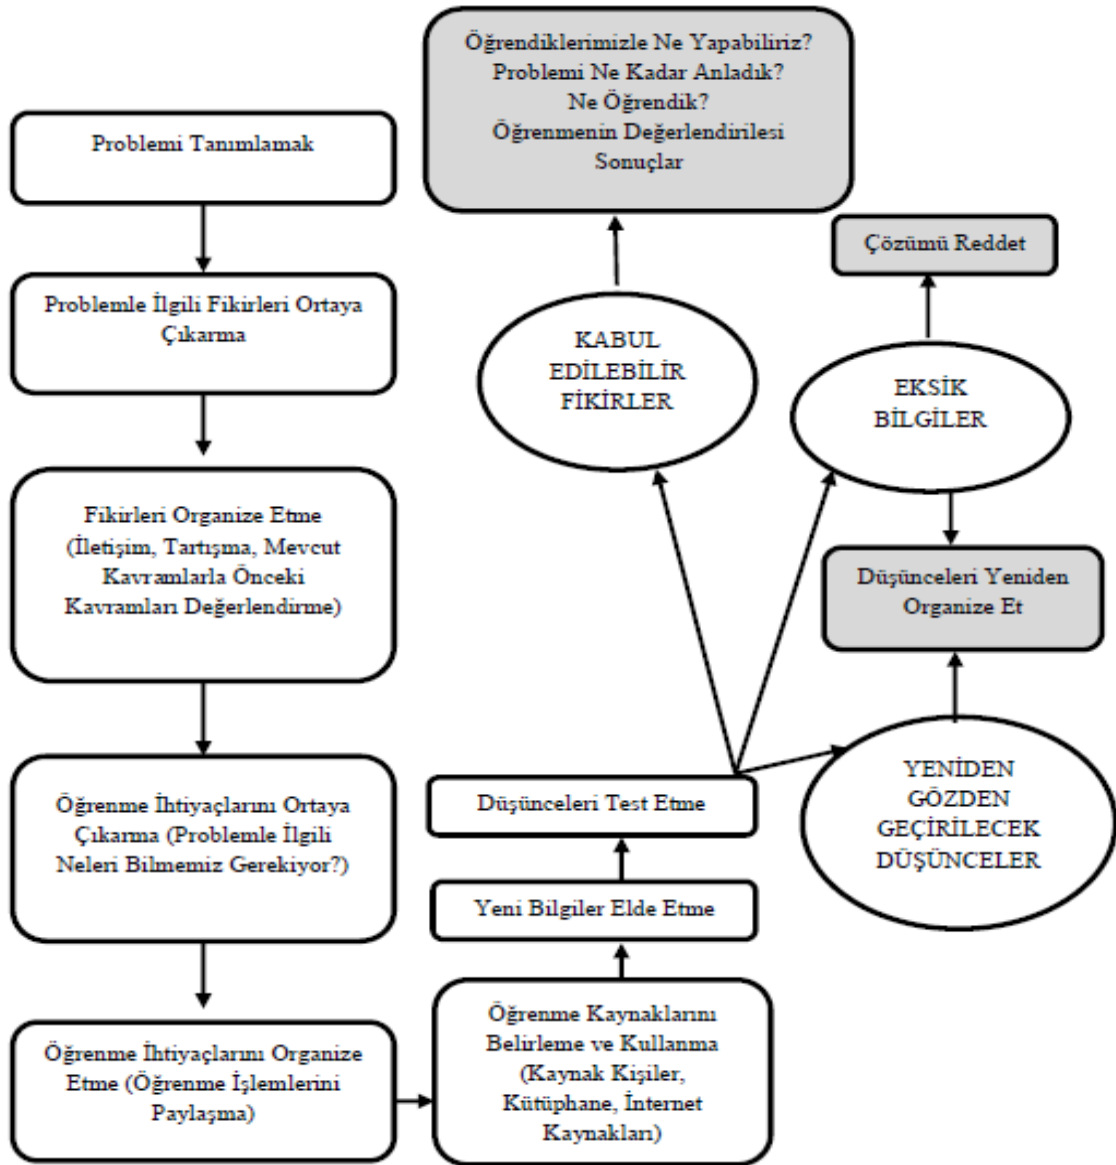 Problemi Tanımlamak
Problemle İlgili Fikirleri Ortaya
Çıkarma
Fikirleri Organize Etme
(İletişim, Tartışma, Mevcut
Kavramlarla Önceki
Kavramları Değerlendirme)
Öğrenme İhtiyaçlarını Ortaya
Çıkarma (Problemle İlgili
Neleri Bilmemiz Gerekiyor?)
Öğrenme İhtiyaçlarını Organize
Etme (Öğrenme İşlemlerini
Paylaşma)
Öğrenme Kaynaklarını
Belirleme ve Kullanma
(Kaynak Kişiler,
Kütüphane, İnternet
Kaynakları)
Yeni Bilgiler Elde Etme
Düşünceleri Test Etme
KABUL
EDİLEBİLİR
FİKİRLER
Öğrendiklerimizle Ne Yapabiliriz?
Problemi Ne Kadar Anladık?
Ne Öğrendik?
Öğrenmenin Değerlendirilesi
Sonuçlar
EKSİK
BİLGİLER
Çözümü Reddet
Düşünceleri Yeniden
Organize Et
YENİDEN
GÖZDEN
GEÇİRİLECEK
DÜŞÜNCELER